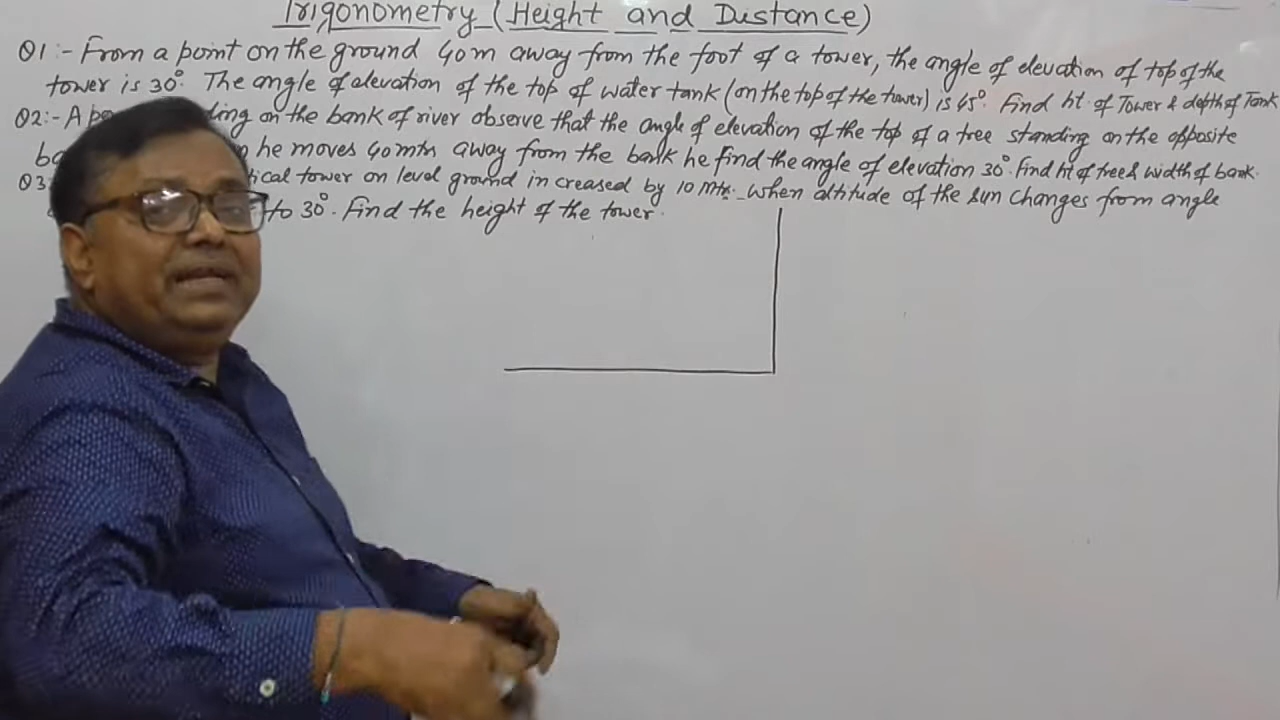 Trigonometry (Height and Distance)
Q1:- From a point on the ground 40m away from the foot of a tower, the angle of elevation of top of the
tower is 30°. The angle of elevation of the top of water tank (on the top of the tower) is 45°. Find ht. of Tower & depth of Tank
Q2:- A on the bank of river observe that the angle of elevation of the top of a tree standing on the opposite
he moves 40mtrs away from the bank he find the angle of elevation 30°. Find ht of tree & width of bank.
Q3 tower on level ground increased by 10 Mtr. when altitude of the sun changes from angle
to 30°. Find the height of the tower.